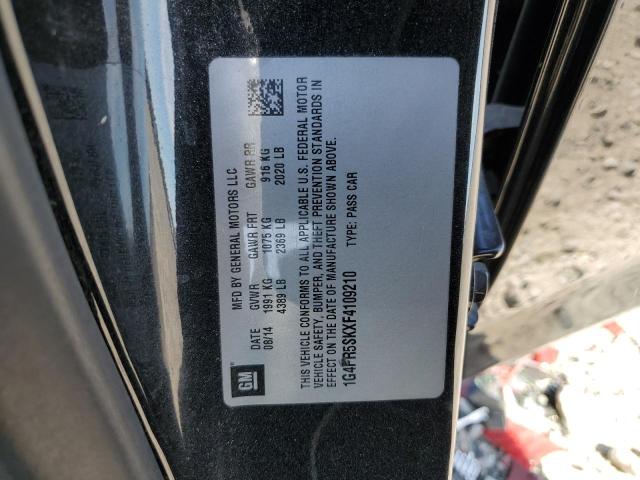 GM
MFD BY GENERAL MOTORS LLC
DATE GVWR GAWR FRT GAWR RR
08/14 1991 KG 1075 KG 916 KG
4389 LB 2369 LB 2020 LB
THIS VEHICLE CONFORMS TO ALL APPLICABLE U.S. FEDERAL MOTOR
VEHICLE SAFETY, BUMPER, AND THEFT PREVENTION STANDARDS IN
EFFECT ON THE DATE OF MANUFACTURE SHOWN ABOVE.
1G4PR5SKXF4109210 TYPE: PASS CAR